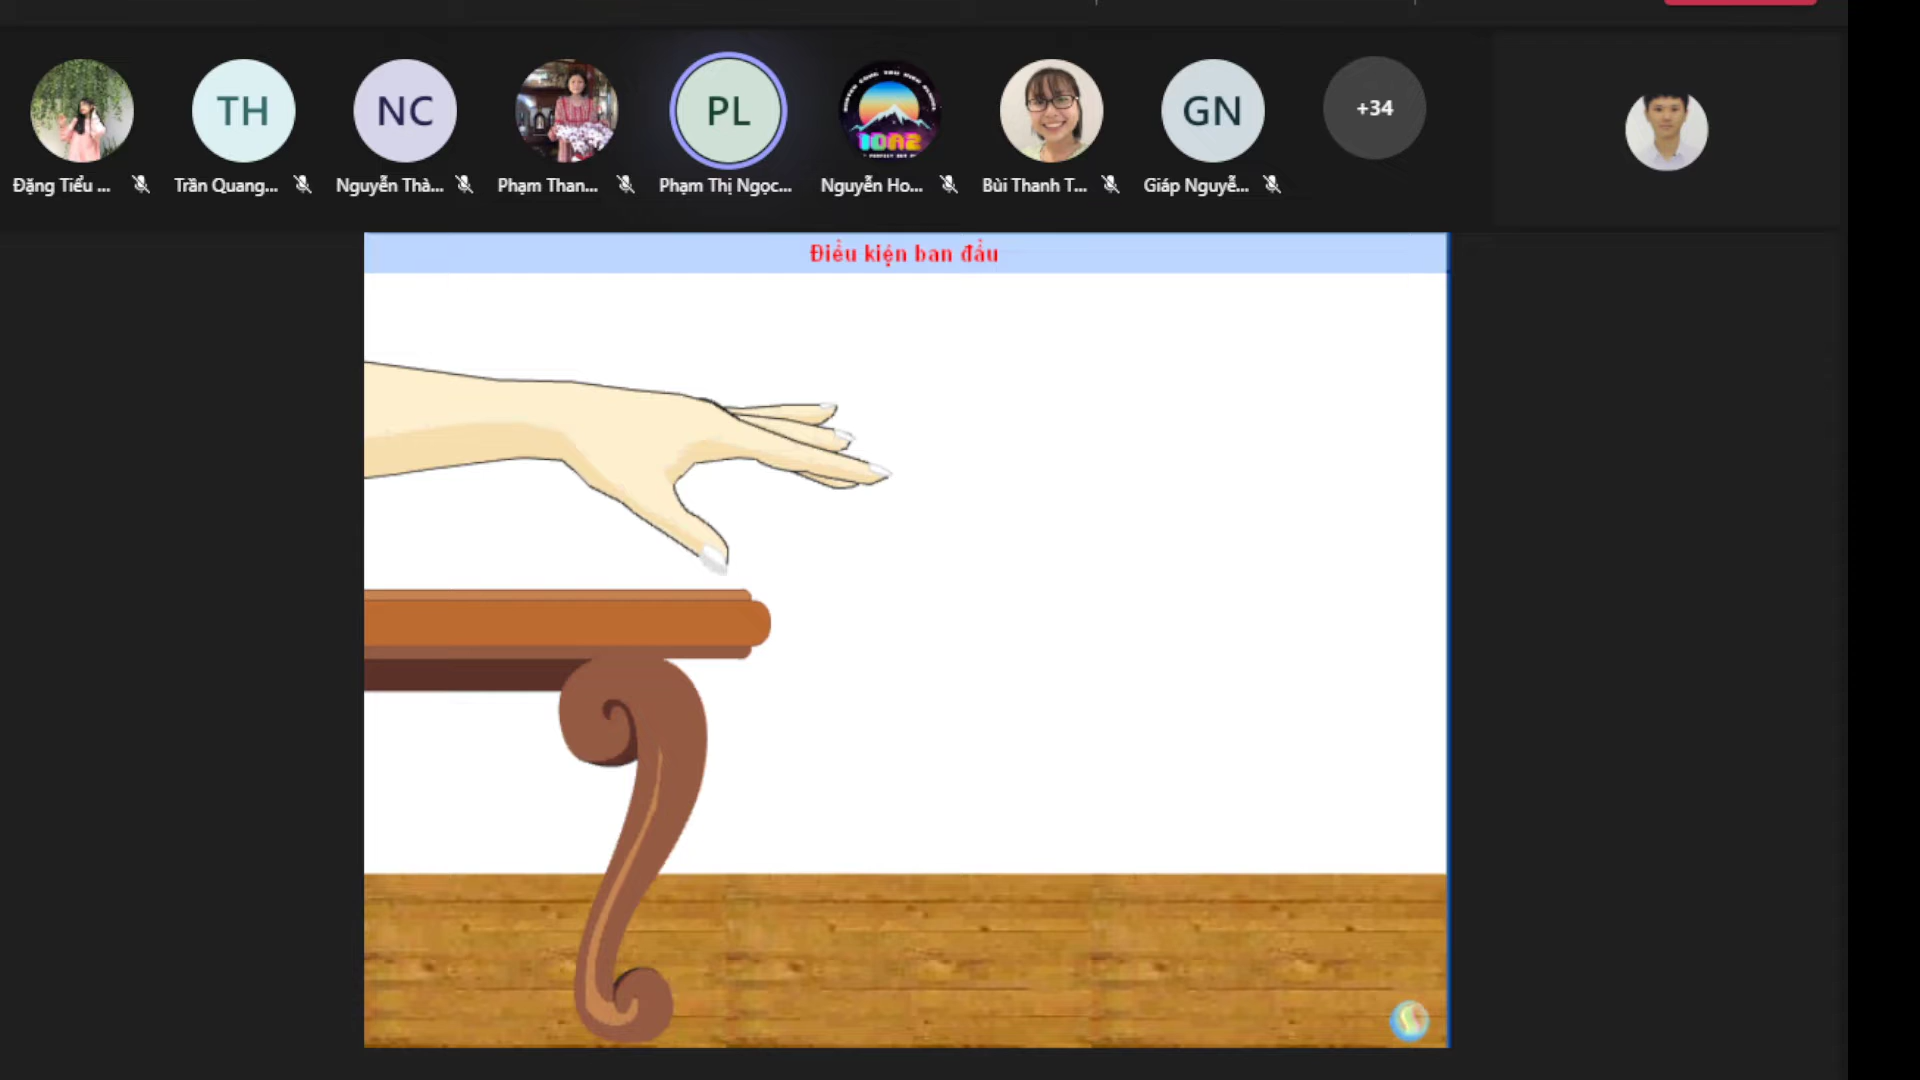 TH
NC
PL
10A2
GN
+34
Đặng Tiểu ...
Trần Quang...
Nguyễn Thà...
Phạm Than...
Phạm Thị Ngọc...
Nguyễn Ho...
Bùi Thanh T...
Giáp Nguyễ...
Điều kiện ban đầu